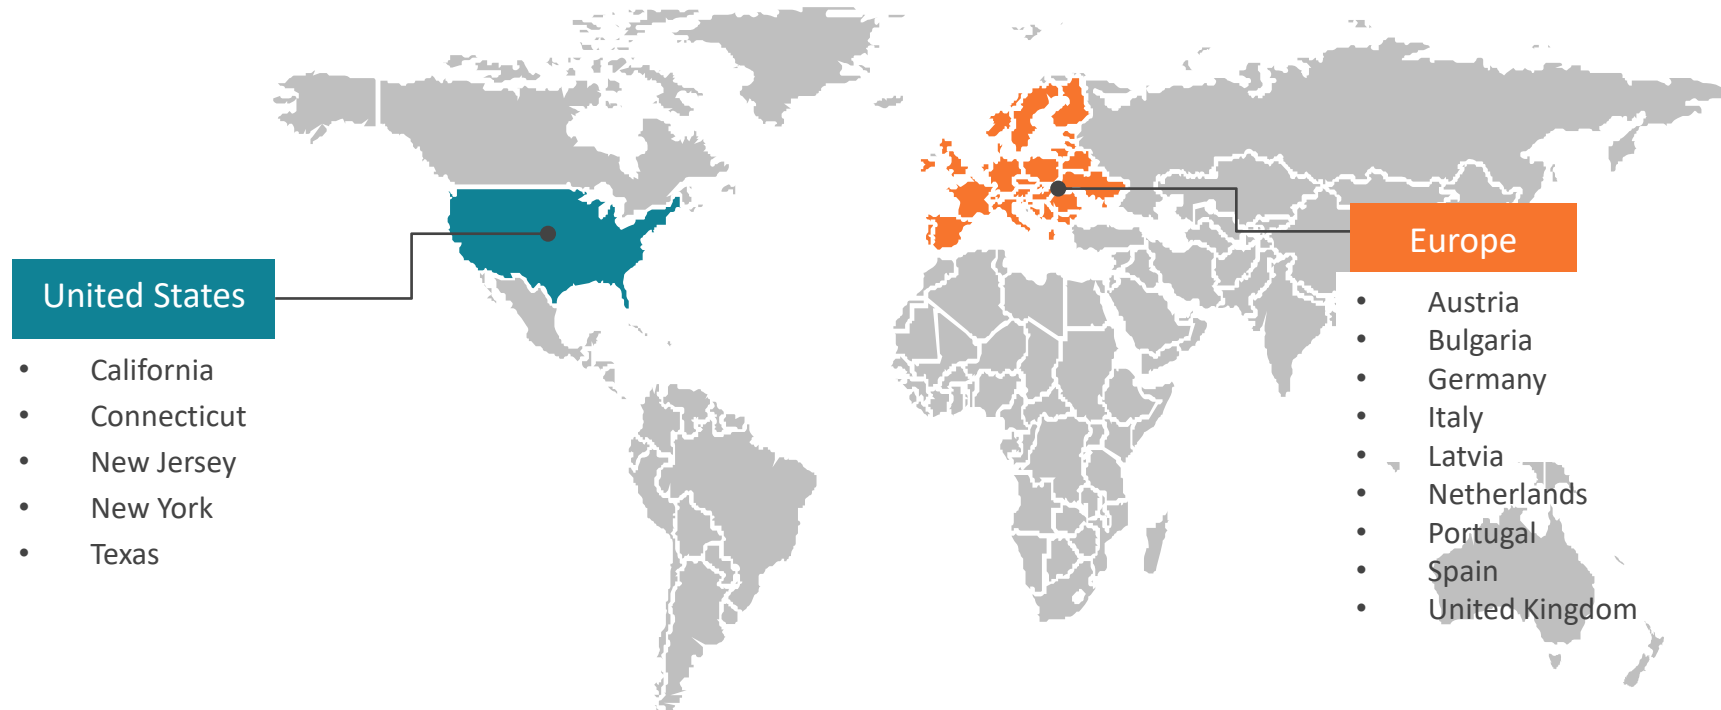 United States
• California
• Connecticut
• New Jersey
• New York
• Texas
Europe
• Austria
• Bulgaria
• Germany
• Italy
• Latvia
• Netherlands
• Portugal
• Spain
• United Kingdom